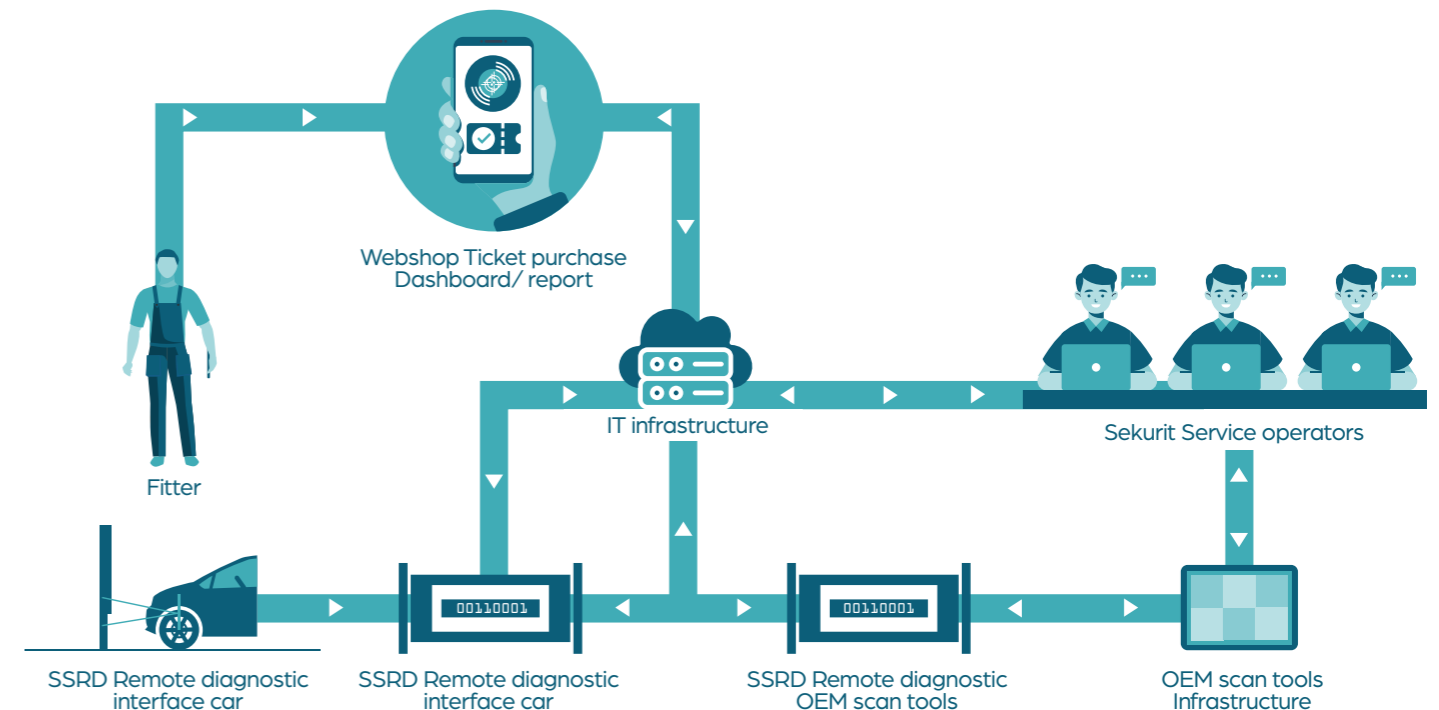 Webshop Ticket purchase
Dashboard/ report
IT infrastructure
Sekurit Service operators
Fitter
00110001
00110001
SSRD Remote diagnostic
interface car
SSRD Remote diagnostic
interface car
SSRD Remote diagnostic
OEM scan tools
OEM scan tools
Infrastructure